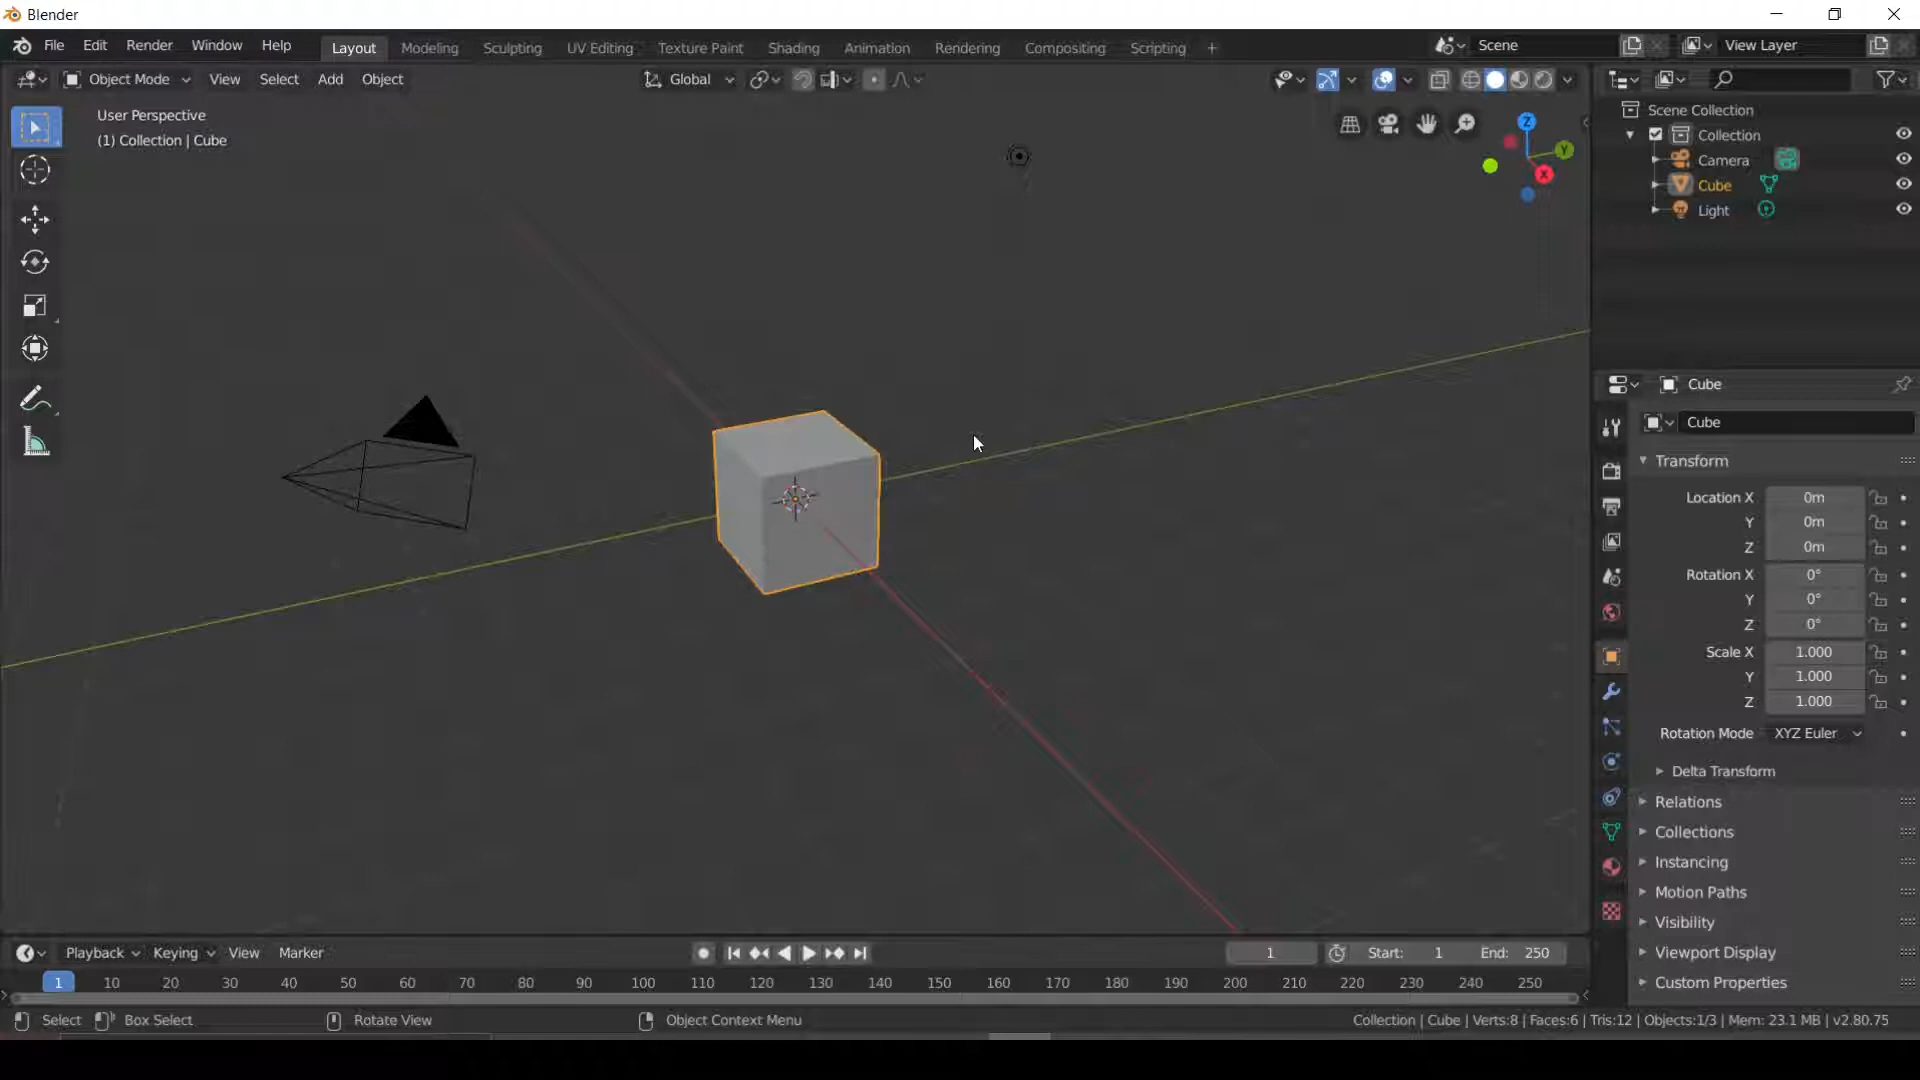 Blender
File Edit Render Window Help Layout Modeling Sculpting UV Editing Texture Paint Shading Animation Rendering Compositing Scripting + Scene View Layer
Object Mode View Select Add Object Global
User Perspective
(1) Collection | Cube
Z
Y
X
Scene Collection
Collection
Camera
Cube
Light
Cube
Cube
Transform
Location X 0m
Y 0m
Z 0m
Rotation X 0°
Y 0°
Z 0°
Scale X 1.000
Y 1.000
Z 1.000
Rotation Mode XYZ Euler
Delta Transform
Relations
Collections
Instancing
Motion Paths
Visibility
Viewport Display
Custom Properties
Playback Keying View Marker 1 Start: 1 End: 250
1 10 20 30 40 50 60 70 80 90 100 110 120 130 140 150 160 170 180 190 200 210 220 230 240 250
Select Box Select Rotate View Object Context Menu Collection | Cube | Verts:8 | Faces:6 | Tris:12 | Objects:1/3 | Mem: 23.1 MB | v2.80.75